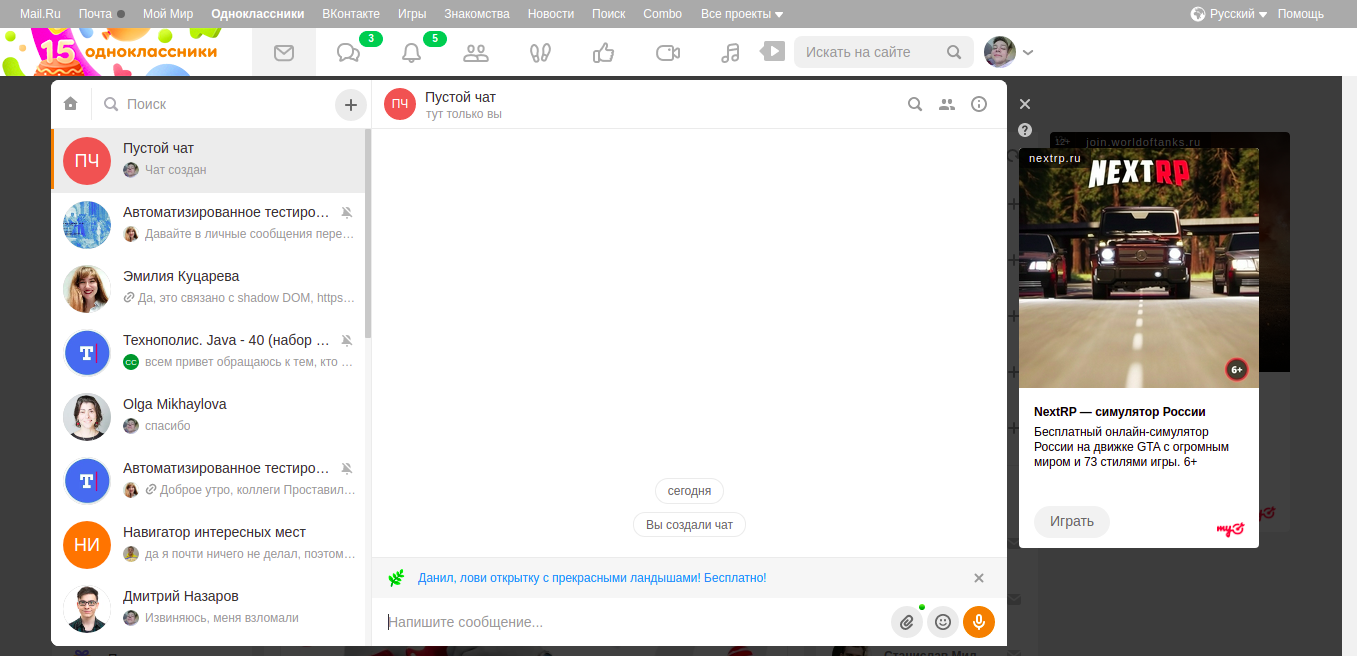 Mail.Ru Почта Мой Мир Одноклассники ВКонтакте Игры Знакомства Новости Поиск Combo Все проекты Русский Помощь
15 одноклассники 3 5 Искать на сайте
Поиск
Пустой чат
тут только вы
ПЧ
ПЧ
Пустой чат
Чат создан
Автоматизированное тестиро…
Давайте в личные сообщения пере…
Эмилия Куцарева
Да, это связано с shadow DOM, https…
Технополис. Java - 40 (набор …
СС всем привет обращаюсь к тем, кто …
Olga Mikhaylova
спасибо
Автоматизированное тестиро…
Доброе утро, коллеги Проставил…
НИ
Навигатор интересных мест
да я почти ничего не делал, поэтом…
Дмитрий Назаров
Извиняюсь, меня взломали
сегодня
Вы создали чат
Данил, лови открытку с прекрасными ландышами! Бесплатно!
Напишите сообщение...
12+ join.worldoftanks.ru
nextrp.ru
NEXTRP
6+
NextRP — симулятор России
Бесплатный онлайн-симулятор
России на движке GTA с огромным
миром и 73 стилями игры. 6+
Играть
my